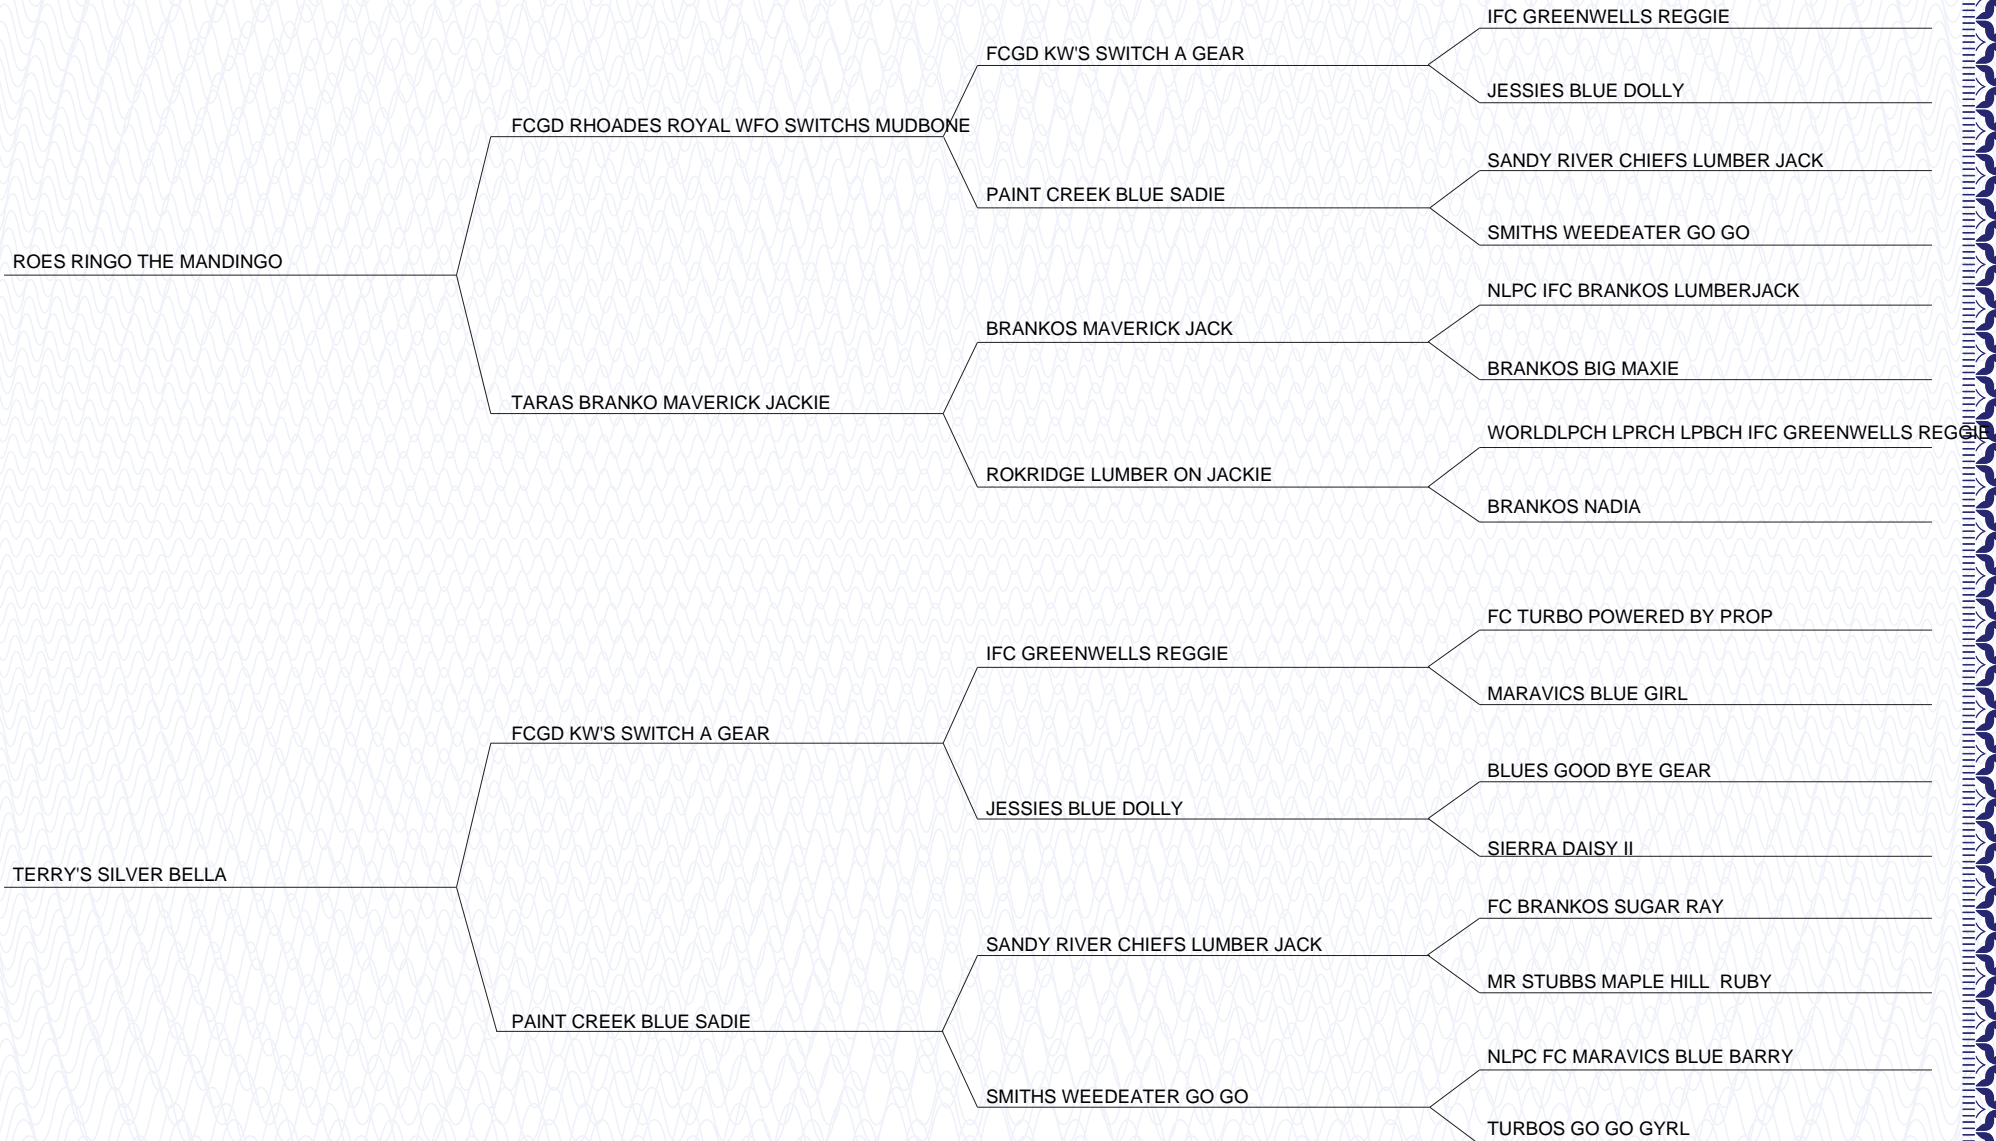 IFC GREENWELLS REGGIE
FCGD KW'S SWITCH A GEAR
JESSIES BLUE DOLLY
FCGD RHOADES ROYAL WFO SWITCHS MUDBONE
SANDY RIVER CHIEFS LUMBER JACK
PAINT CREEK BLUE SADIE
SMITHS WEEDEATER GO GO
ROES RINGO THE MANDINGO
NLPC IFC BRANKOS LUMBERJACK
BRANKOS MAVERICK JACK
BRANKOS BIG MAXIE
TARAS BRANKO MAVERICK JACKIE
WORLDLPCH LPRCH LPBCH IFC GREENWELLS REGGIE
ROKRIDGE LUMBER ON JACKIE
BRANKOS NADIA
FC TURBO POWERED BY PROP
IFC GREENWELLS REGGIE
MARAVICS BLUE GIRL
FCGD KW'S SWITCH A GEAR
BLUES GOOD BYE GEAR
JESSIES BLUE DOLLY
SIERRA DAISY II
TERRY'S SILVER BELLA
FC BRANKOS SUGAR RAY
SANDY RIVER CHIEFS LUMBER JACK
MR STUBBS MAPLE HILL  RUBY
PAINT CREEK BLUE SADIE
NLPC FC MARAVICS BLUE BARRY
SMITHS WEEDEATER GO GO
TURBOS GO GO GYRL